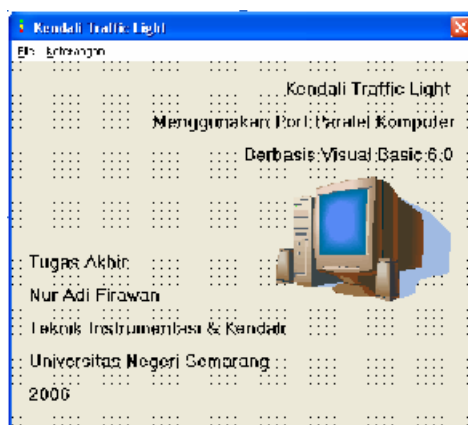 Kendali Traffic Light
File Keterangan
Kendali Traffic Light
Menggunakan Port Paralel Komputer
Berbasis Visual Basic 6.0
Tugas Akhir
Nur Adi Firawan
Teknik Instrumentasi & Kendali
Universitas Negeri Semarang
2006